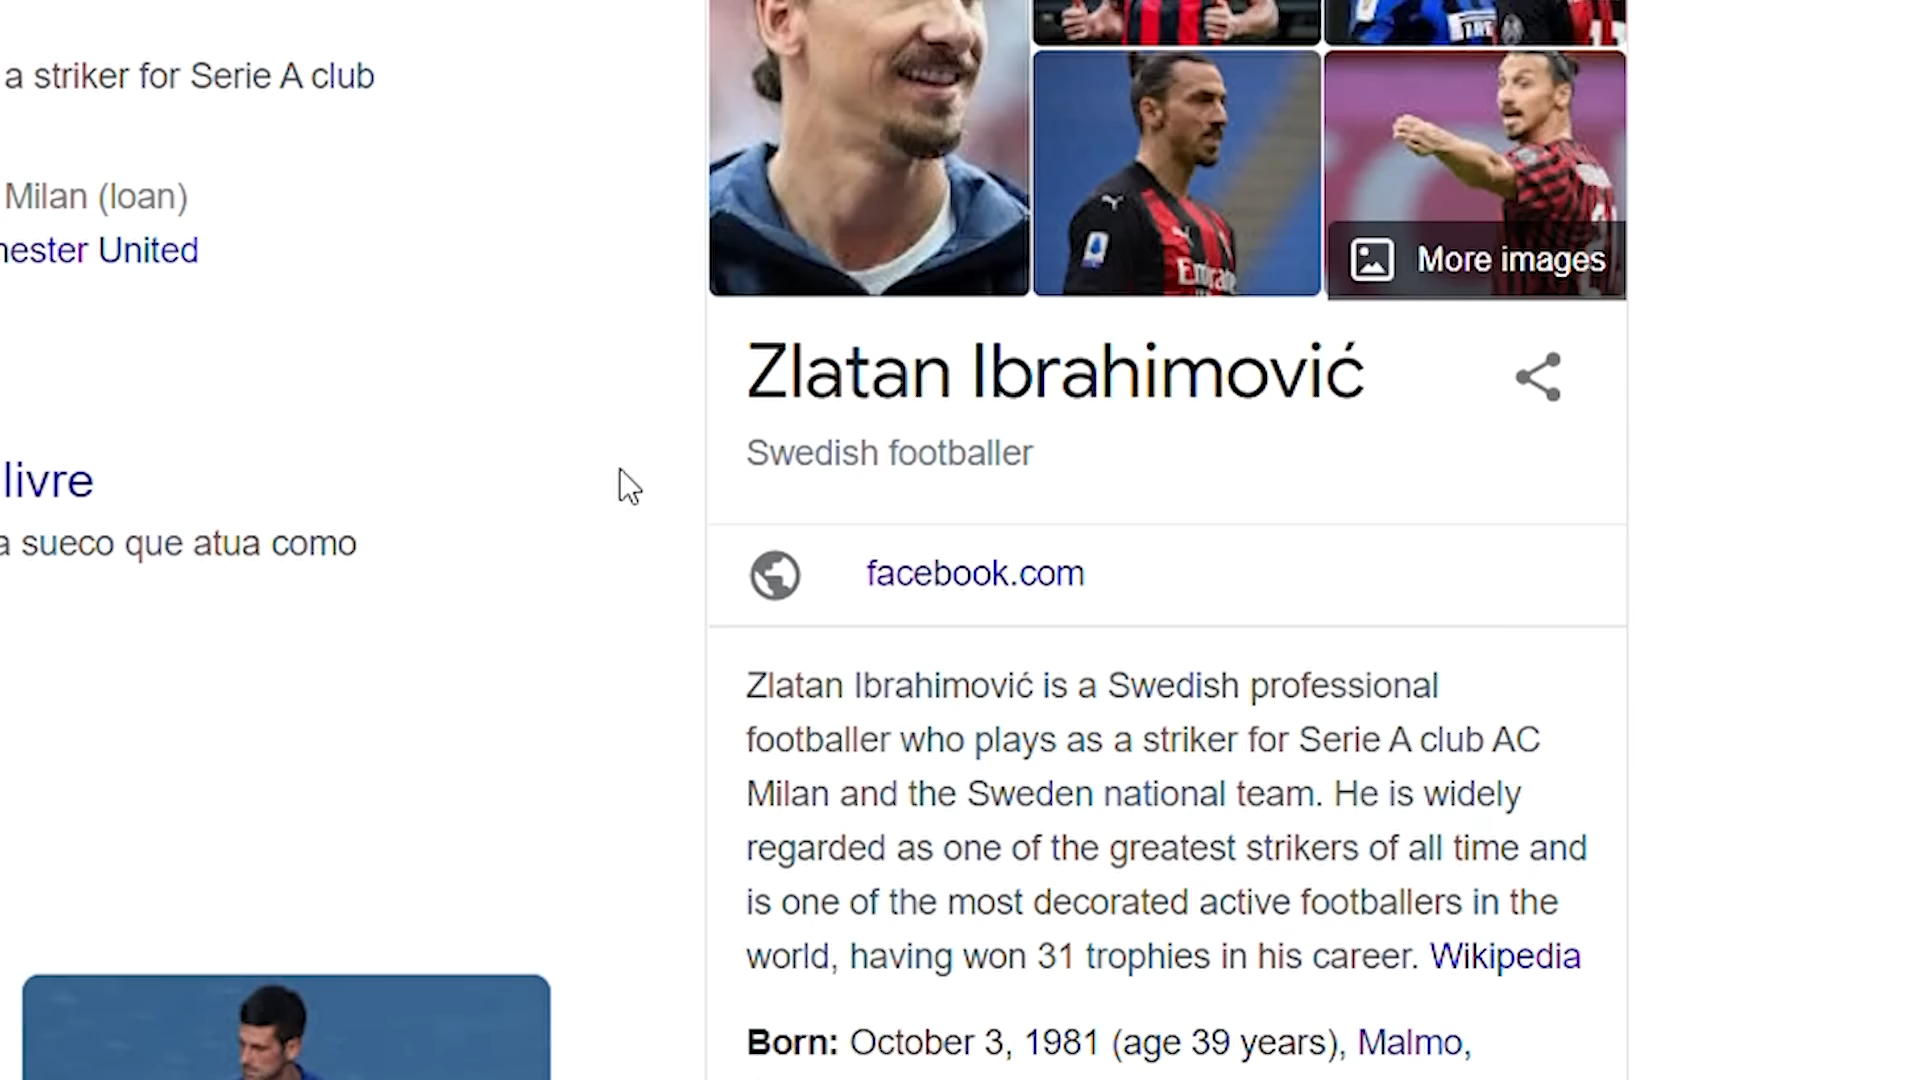 a striker for Serie A club
Milan (loan)
hester United
livre
a sueco que atua como
More images
Zlatan Ibrahimović
Swedish footballer
facebook.com
Zlatan Ibrahimović is a Swedish professional
footballer who plays as a striker for Serie A club AC
Milan and the Sweden national team. He is widely
regarded as one of the greatest strikers of all time and
is one of the most decorated active footballers in the
world, having won 31 trophies in his career. Wikipedia
Born: October 3, 1981 (age 39 years), Malmo,